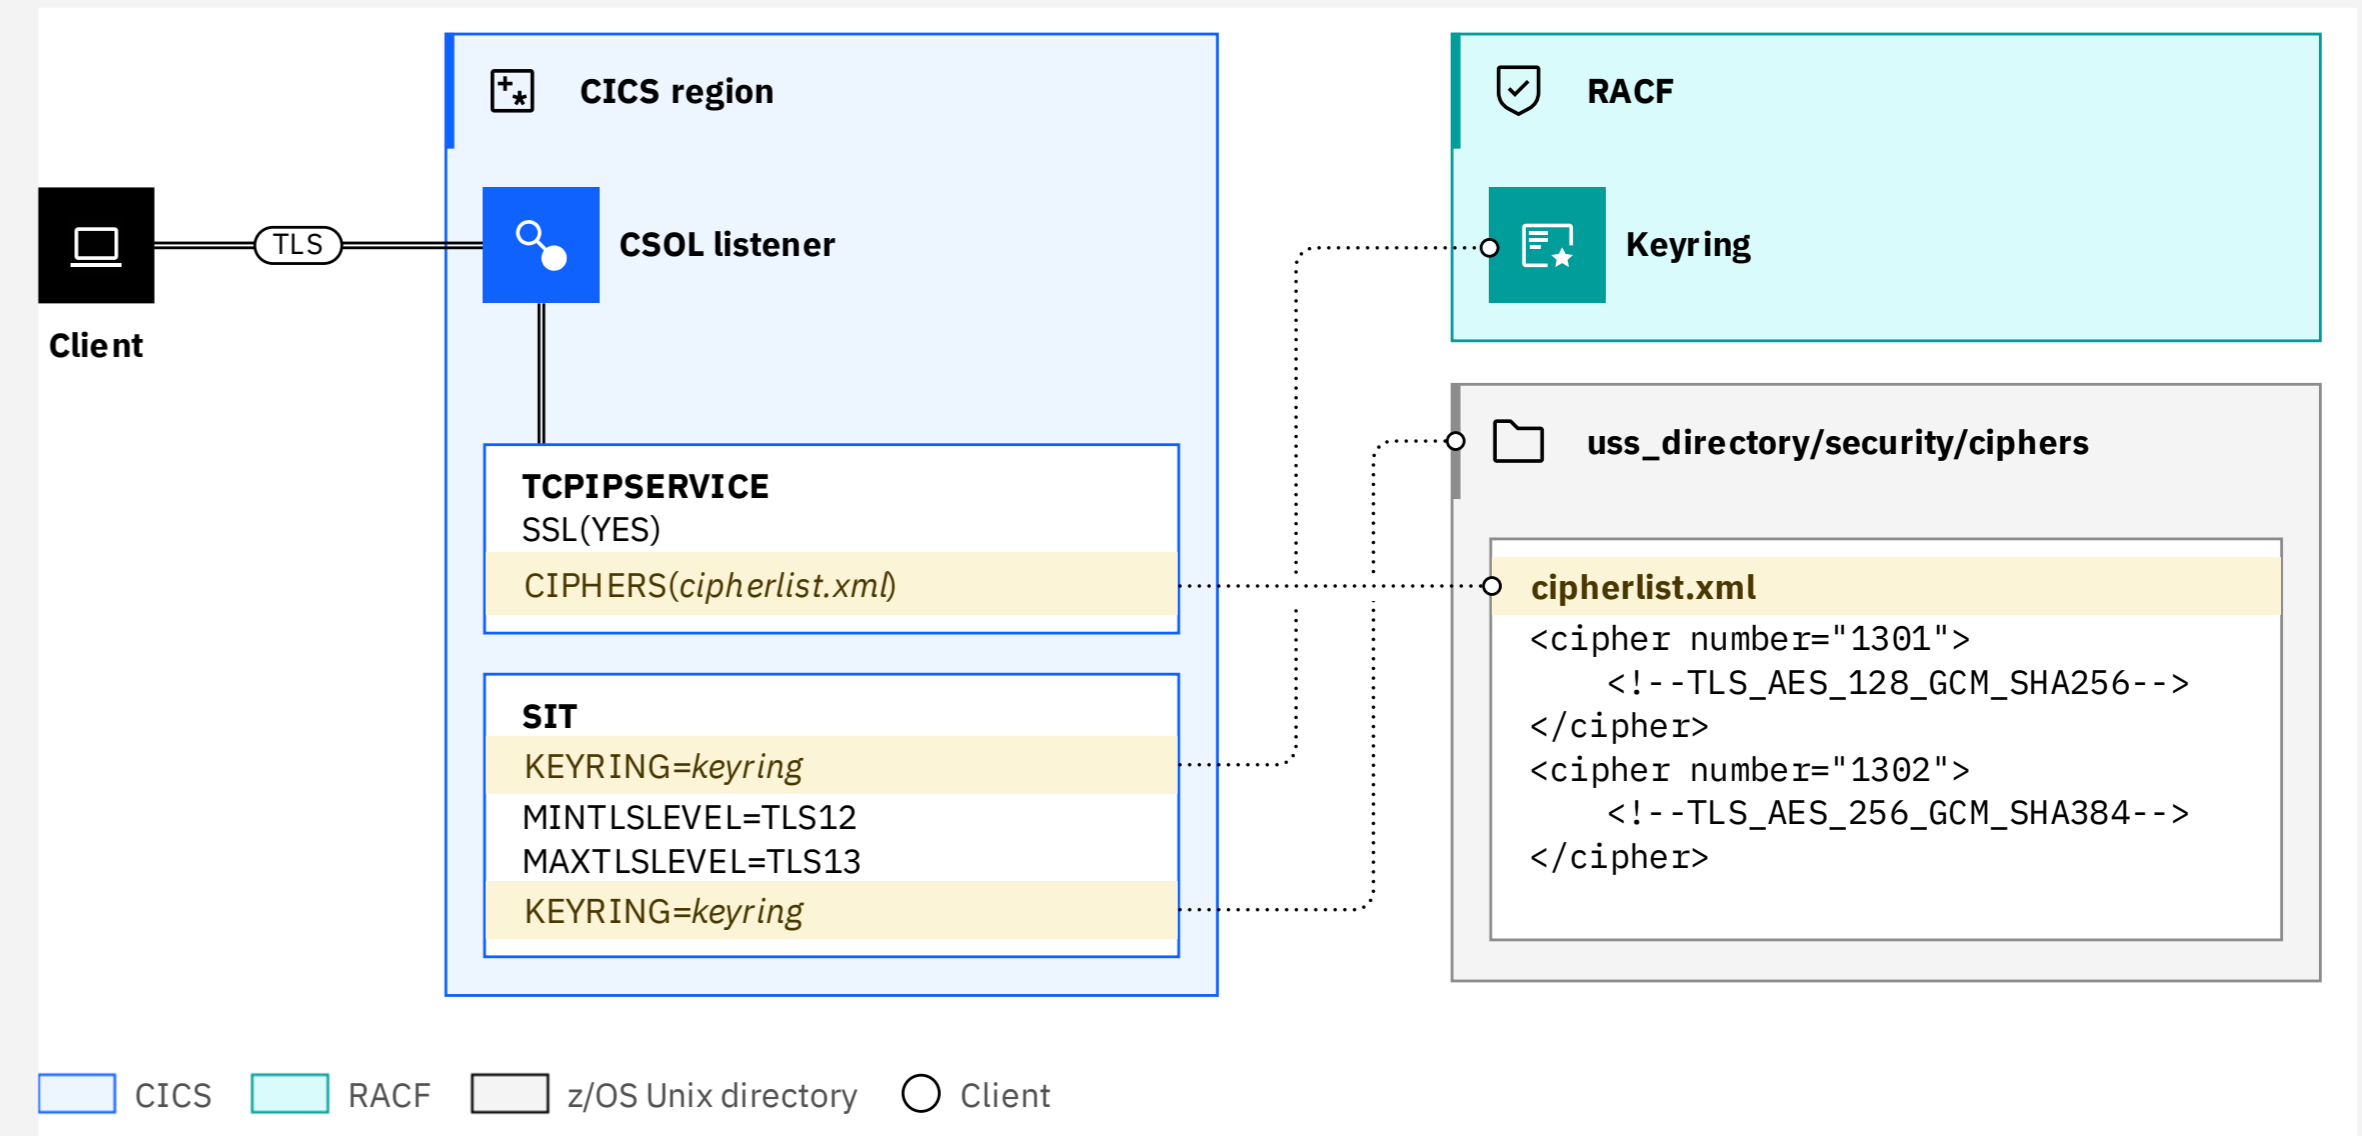 CICS region
TLS
CSOL listener
Client
TCPIPSERVICE
SSL(YES)
CIPHERS(cipherlist.xml)
SIT
KEYRING=keyring
MINTLSLEVEL=TLS12
MAXTLSLEVEL=TLS13
KEYRING=keyring
RACF
Keyring
uss_directory/security/ciphers
cipherlist.xml
<cipher number="1301">
<!--TLS_AES_128_GCM_SHA256-->
</cipher>
<cipher number="1302">
<!--TLS_AES_256_GCM_SHA384-->
</cipher>
CICS
RACF
z/OS Unix directory
Client